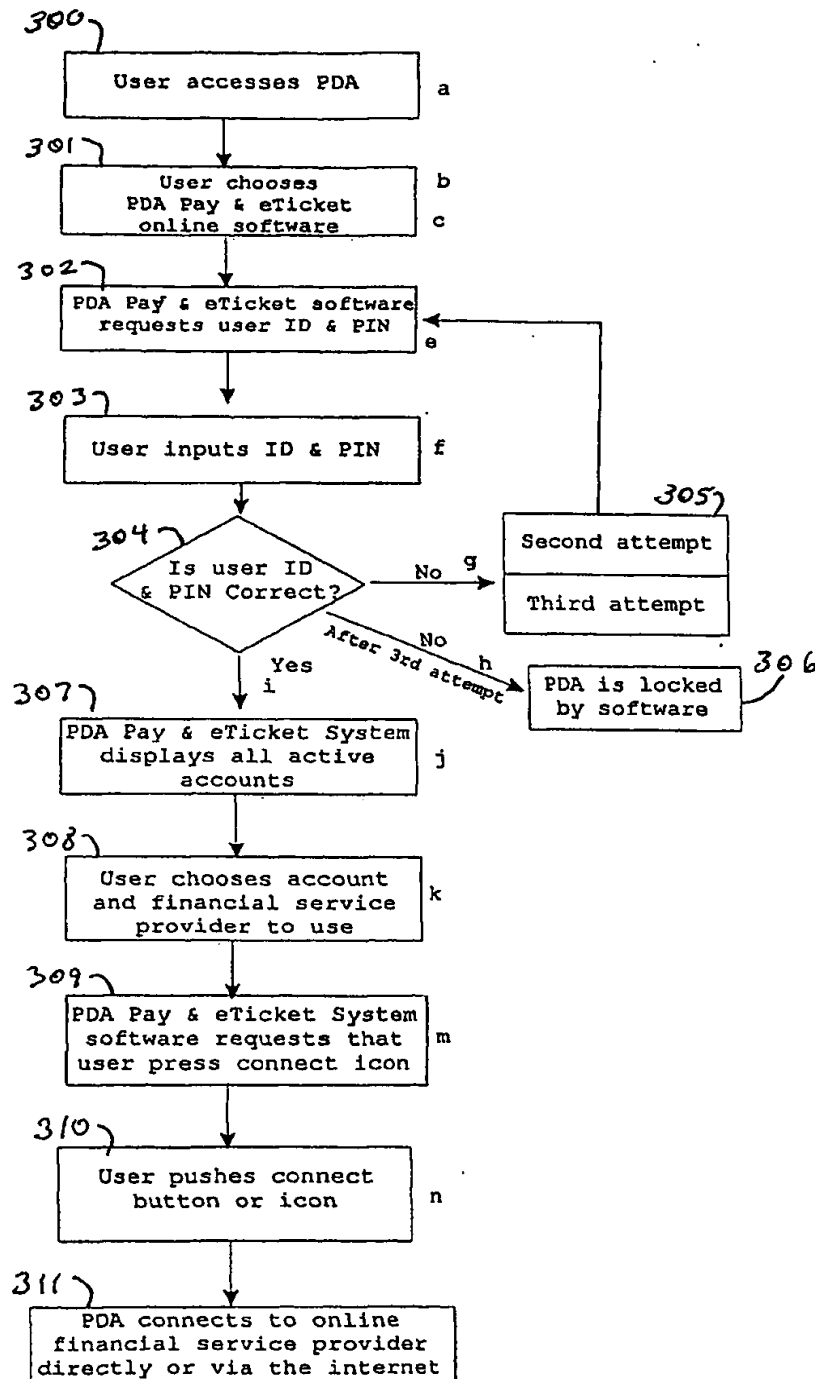 300
User accesses PDA
a
301
User chooses
b
PDA Pay & eTicket
online software
c
302
PDA Pay & eTicket software
requests user ID & PIN
e
303
User inputs ID & PIN
f
304
Is user ID
& PIN Correct?
No
g
305
Second attempt
Third attempt
No
h
After 3rd attempt
306
PDA is locked
by software
Yes
i
307
PDA Pay & eTicket System
displays all active
accounts
j
308
User chooses account
and financial service
provider to use
k
309
PDA Pay & eTicket System
software requests that
user press connect icon
m
310
User pushes connect
button or icon
n
311
PDA connects to online
financial service provider
directly or via the internet